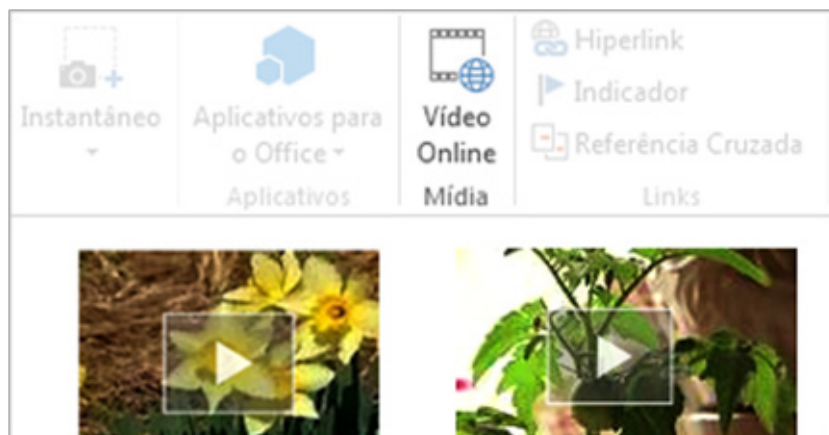 Instantâneo
Aplicativos para
o Office
Aplicativos
Vídeo
Online
Mídia
Hiperlink
Indicador
Referência Cruzada
Links